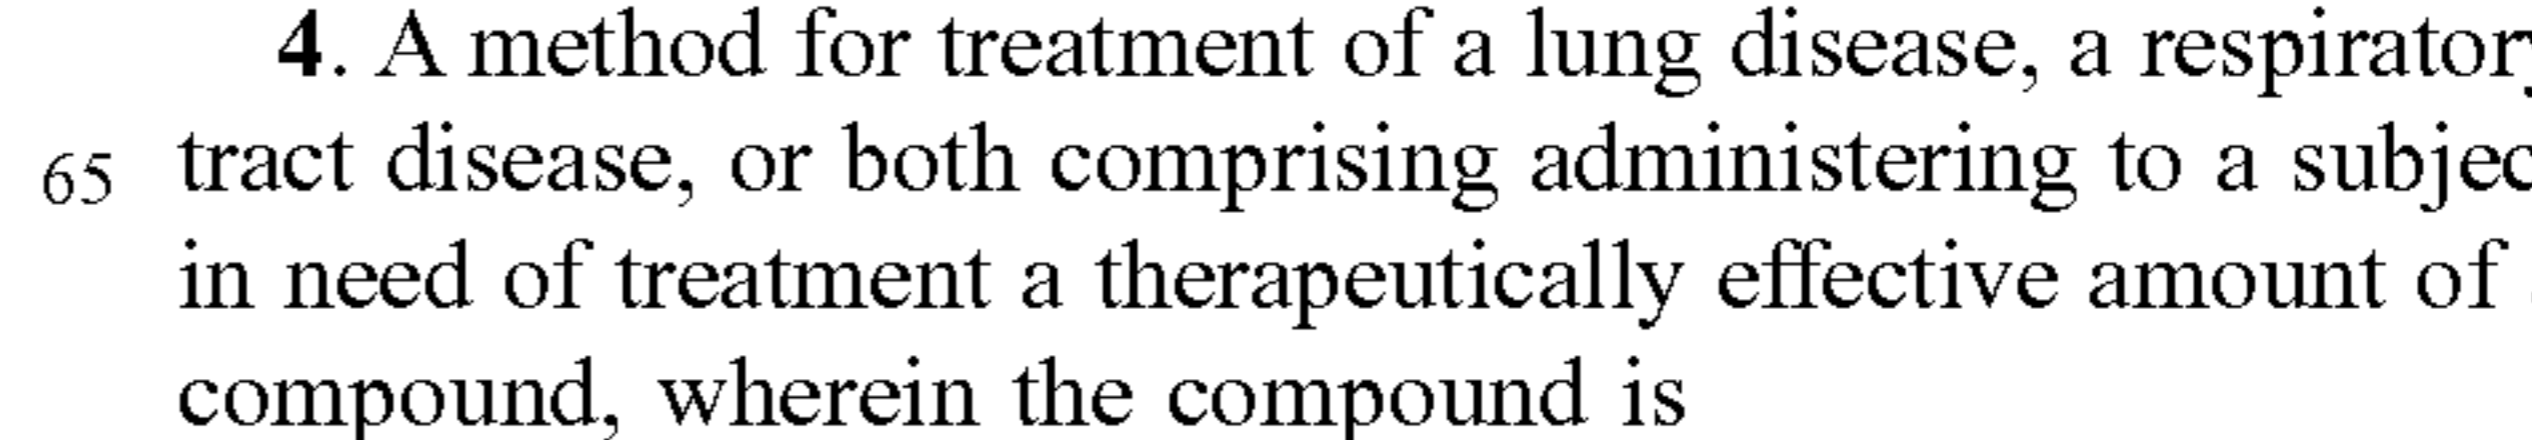 4. A method for treatment of a lung disease, a respiratory
65 tract disease, or both comprising administering to a subjec
in need of treatment a therapeutically effective amount of
compound, wherein the compound is